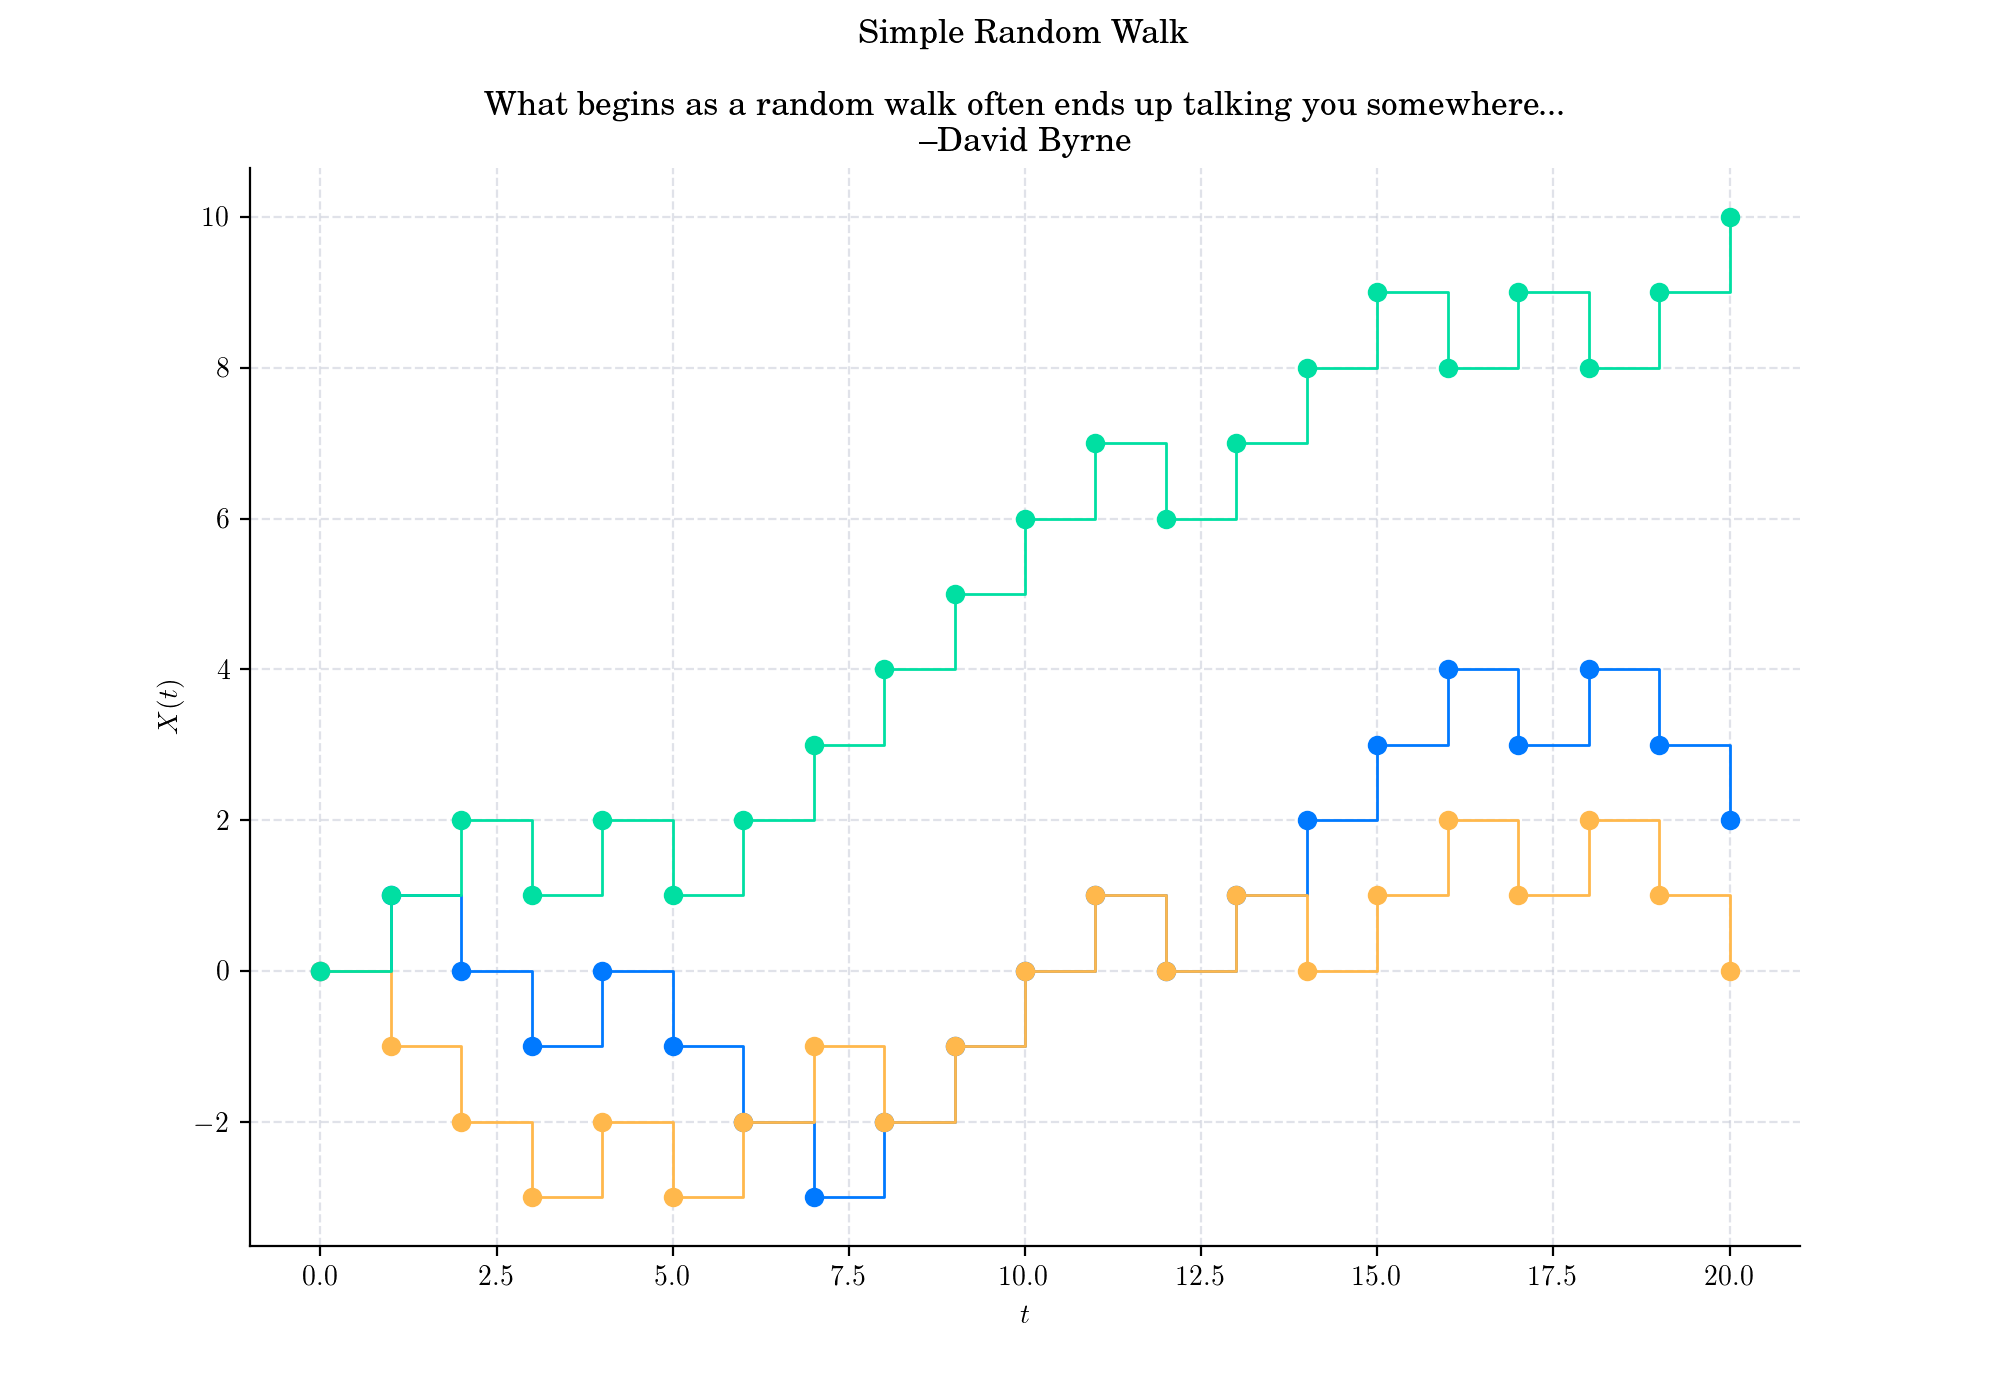 Simple Random Walk
What begins as a random walk often ends up talking you somewhere...
–David Byrne
10
8
6
4
2
0
−2
X(t)
0.0 2.5 5.0 7.5 10.0 12.5 15.0 17.5 20.0
t